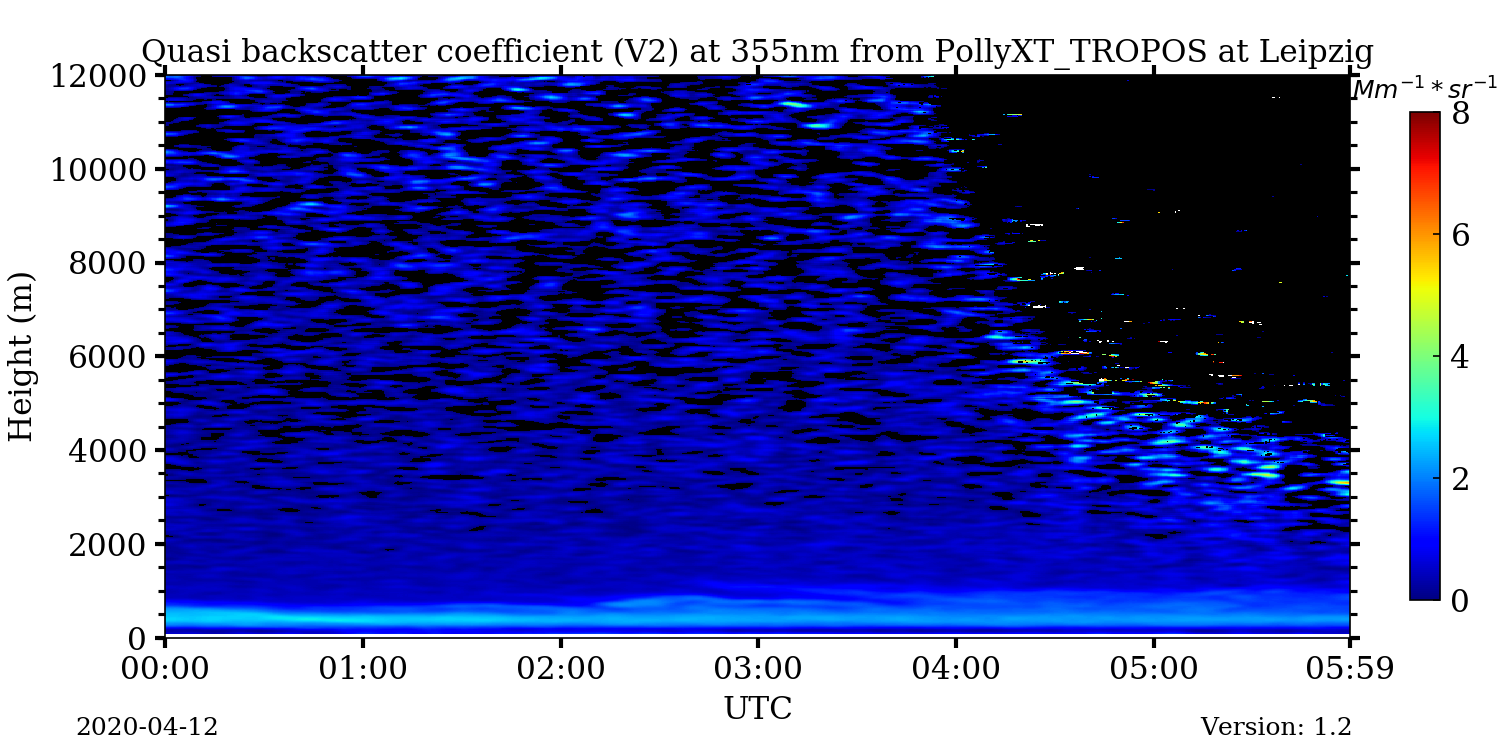 Quasi backscatter coefficient (V2) at 355nm from PollyXT_TROPOS at Leipzig
Mm⁻¹ * sr⁻¹
12000
10000
8000
6000
4000
2000
0
Height (m)
8
6
4
2
0
00:00 01:00 02:00 03:00 04:00 05:00 05:59
UTC
2020-04-12
Version: 1.2